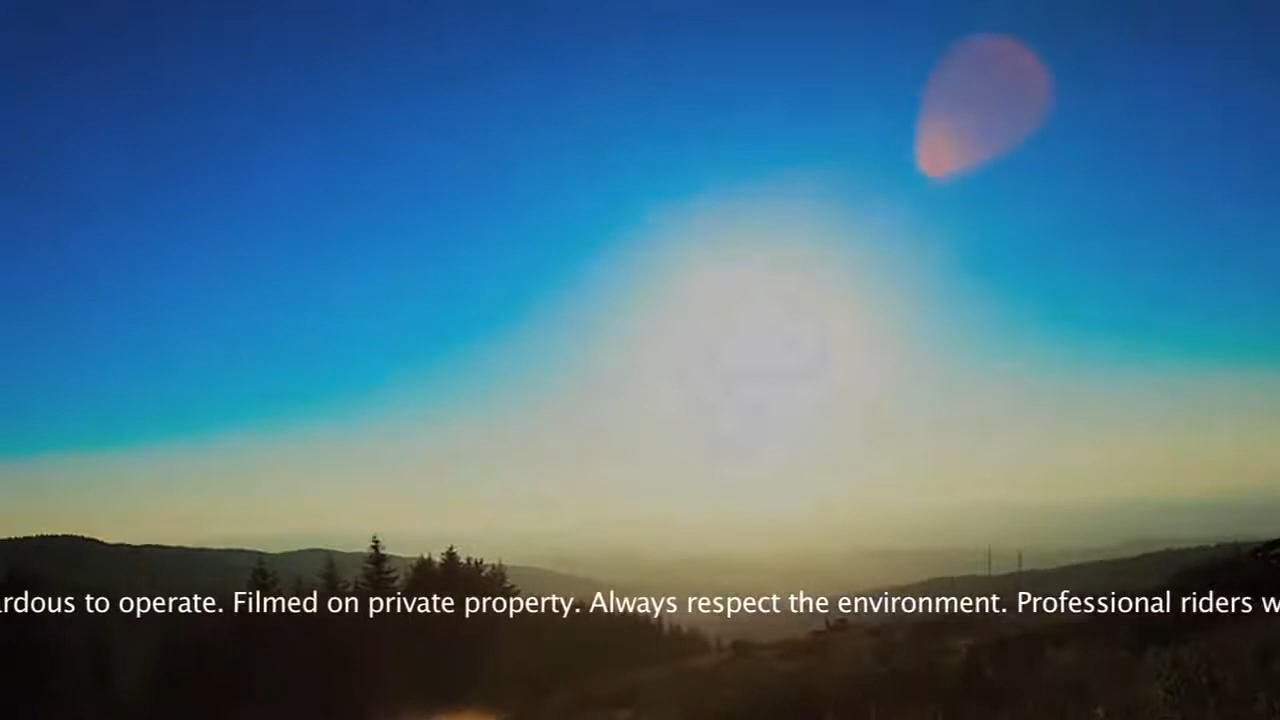 rdous to operate. Filmed on private property. Always respect the environment. Professional riders w